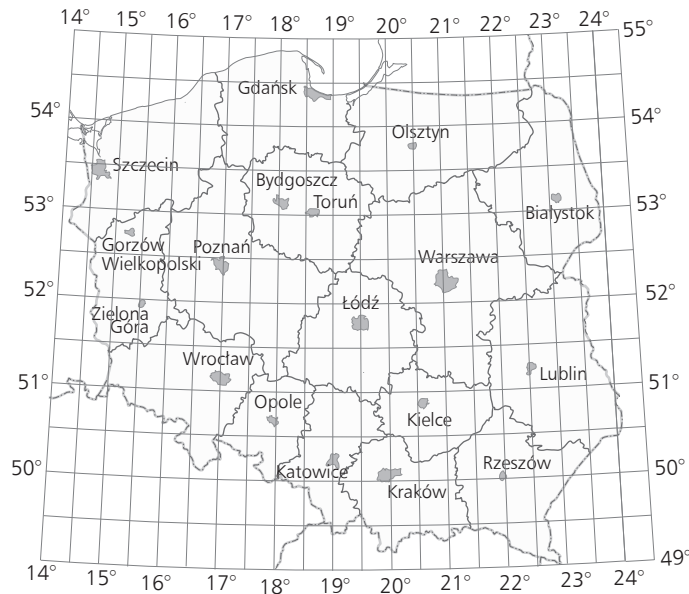 14° 15° 16° 17° 18° 19° 20° 21° 22° 23° 24° 55°
Gdańsk
54° 54°
Olsztyn
Szczecin
Bydgoszcz
Toruń
53° 53°
Białystok
Gorzów Poznań
Wielkopolski
Warszawa
52° 52°
Łódź
Zielona
Góra
Wrocław
51° 51°
Lublin
Opole
Kielce
50° 50°
Katowice
Rzeszów
Kraków
49°
14° 15° 16° 17° 18° 19° 20° 21° 22° 23° 24°